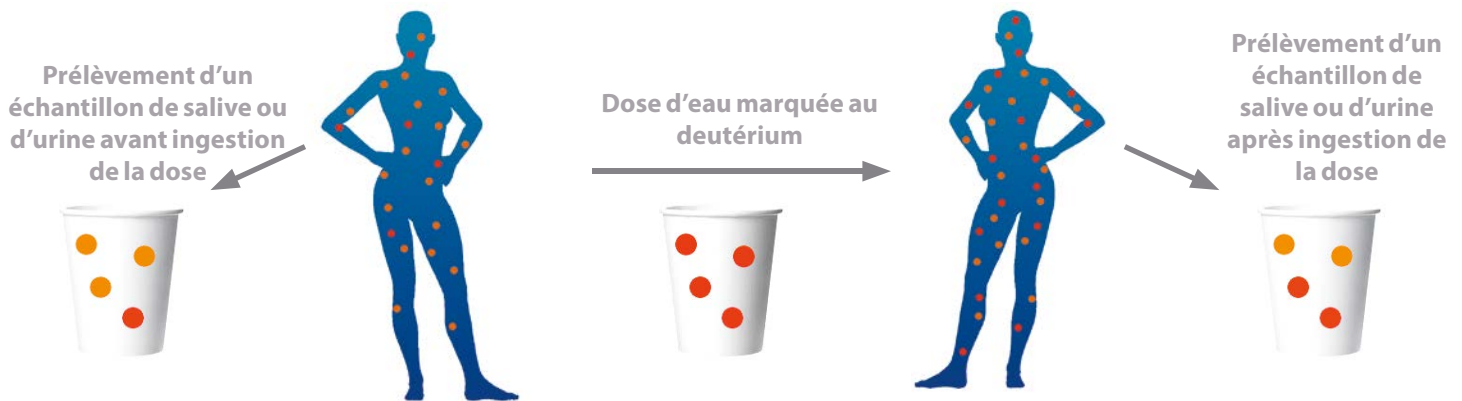 Prélèvement d’un
échantillon de salive ou
d’urine avant ingestion
de la dose
Dose d’eau marquée au
deutérium
Prélèvement d’un
échantillon de
salive ou d’urine
après ingestion de
la dose